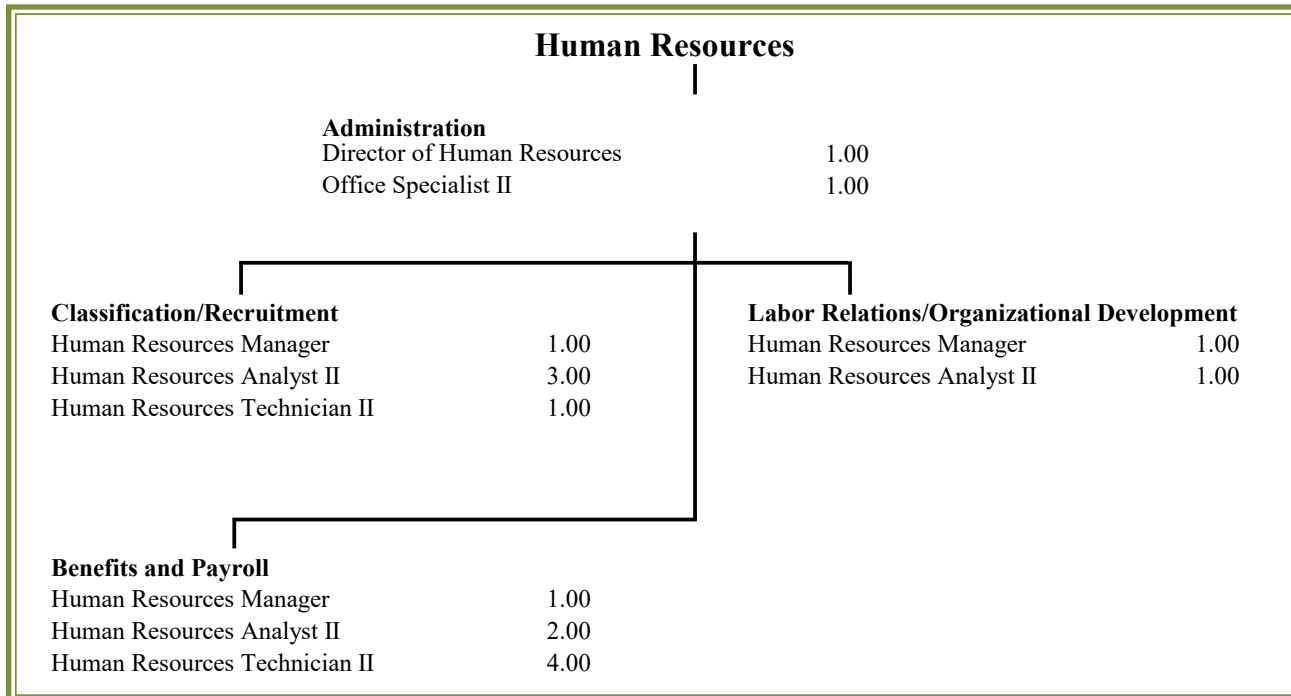 Human Resources
Administration
Director of Human Resources 1.00
Office Specialist II 1.00
Classification/Recruitment
Human Resources Manager 1.00
Human Resources Analyst II 3.00
Human Resources Technician II 1.00
Labor Relations/Organizational Development
Human Resources Manager 1.00
Human Resources Analyst II 1.00
Benefits and Payroll
Human Resources Manager 1.00
Human Resources Analyst II 2.00
Human Resources Technician II 4.00